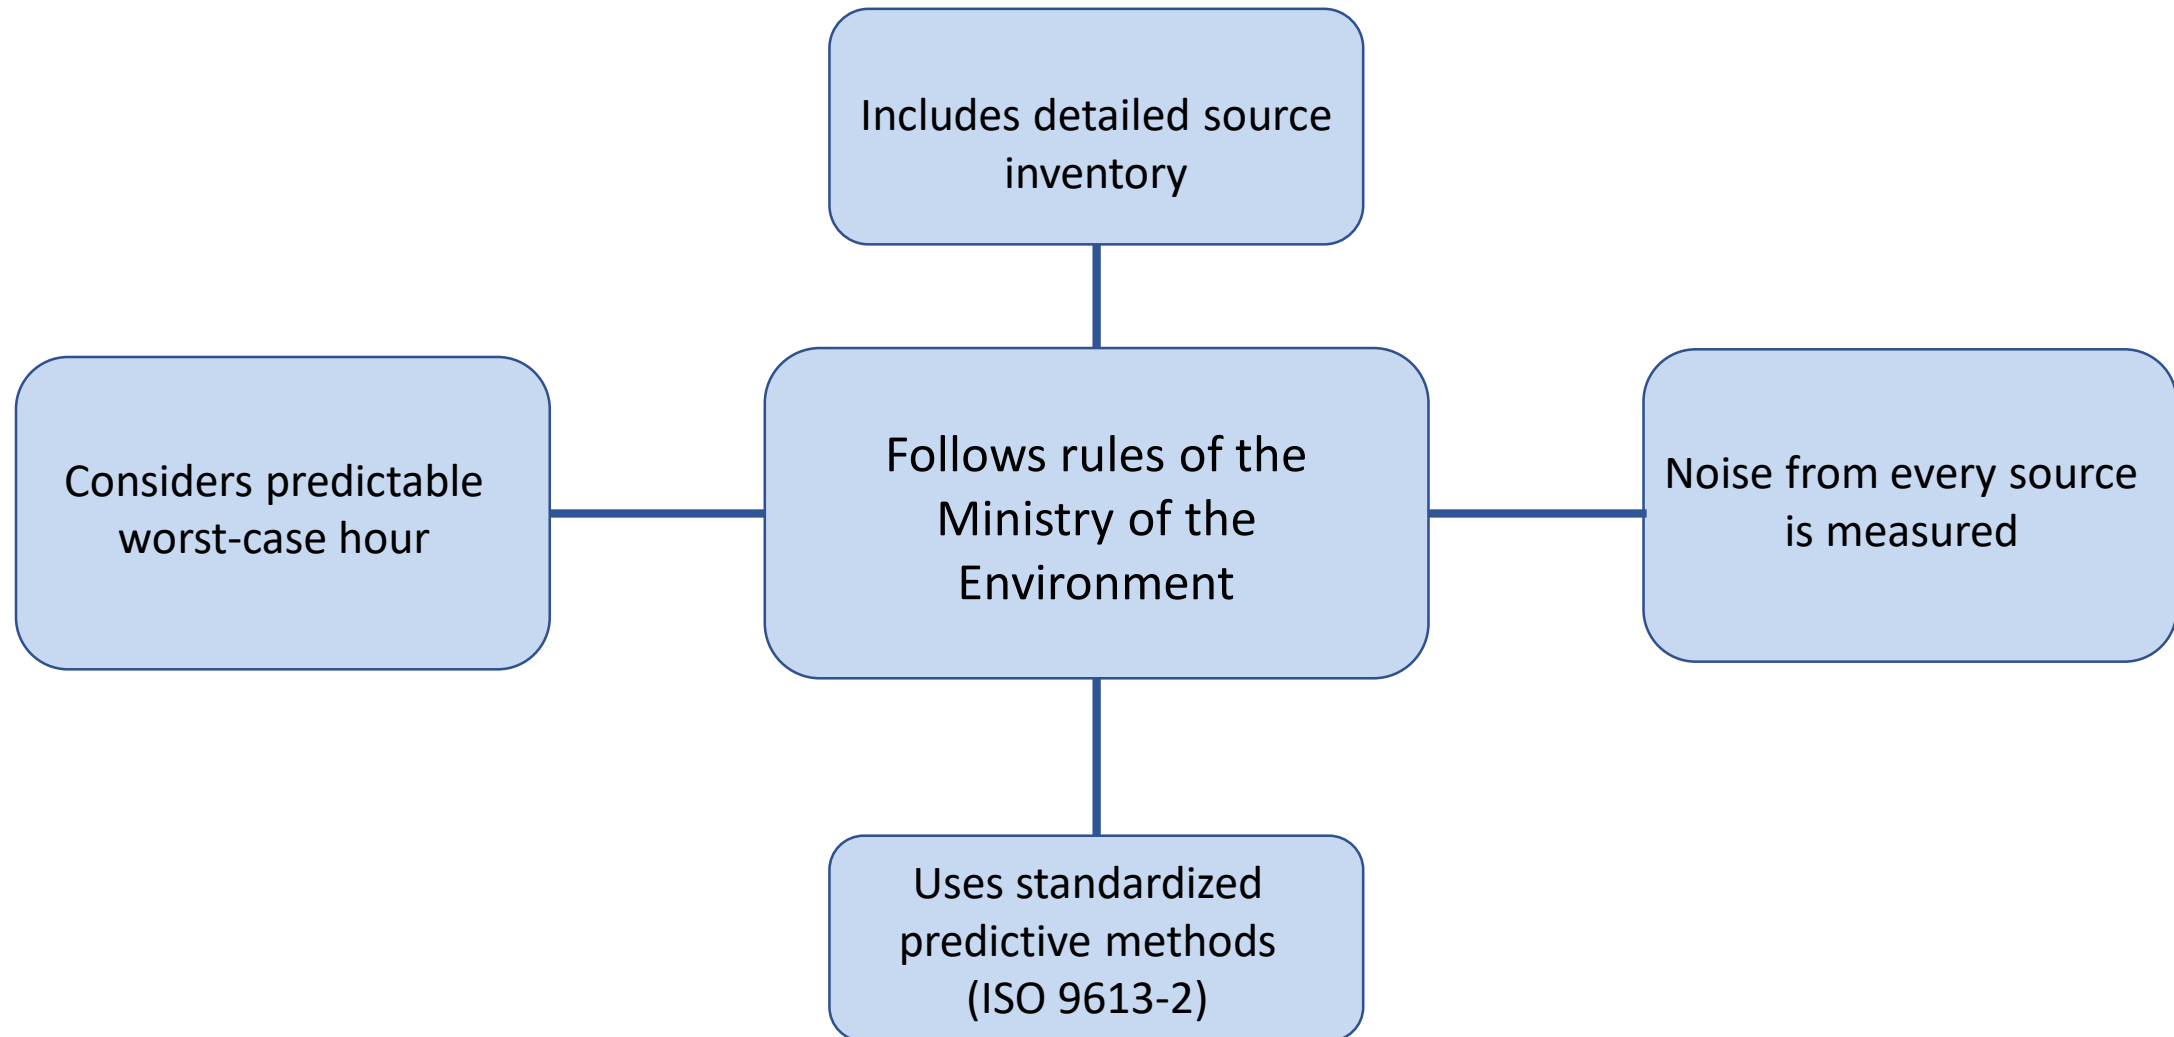 Includes detailed source
inventory
Considers predictable
worst-case hour
Follows rules of the
Ministry of the
Environment
Noise from every source
is measured
Uses standardized
predictive methods
(ISO 9613-2)